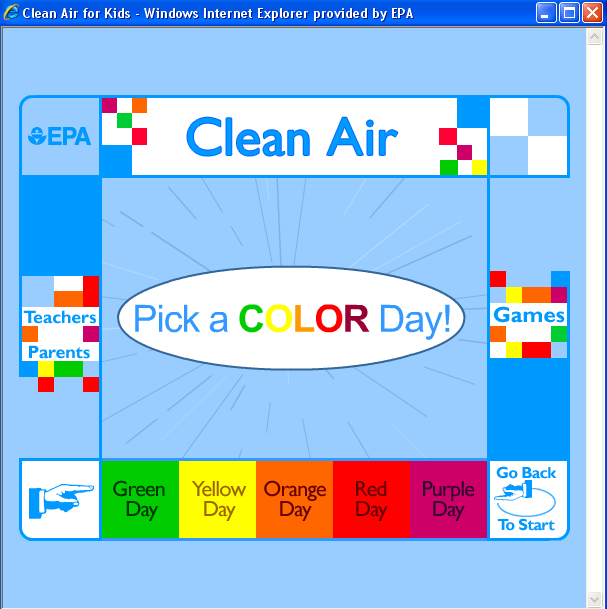 Clean Air for Kids - Windows Internet Explorer provided by EPA
EPA
Clean Air
Teachers
Parents
Pick a COLOR Day!
Games
Green
Day
Yellow
Day
Orange
Day
Red
Day
Purple
Day
Go Back
To Start